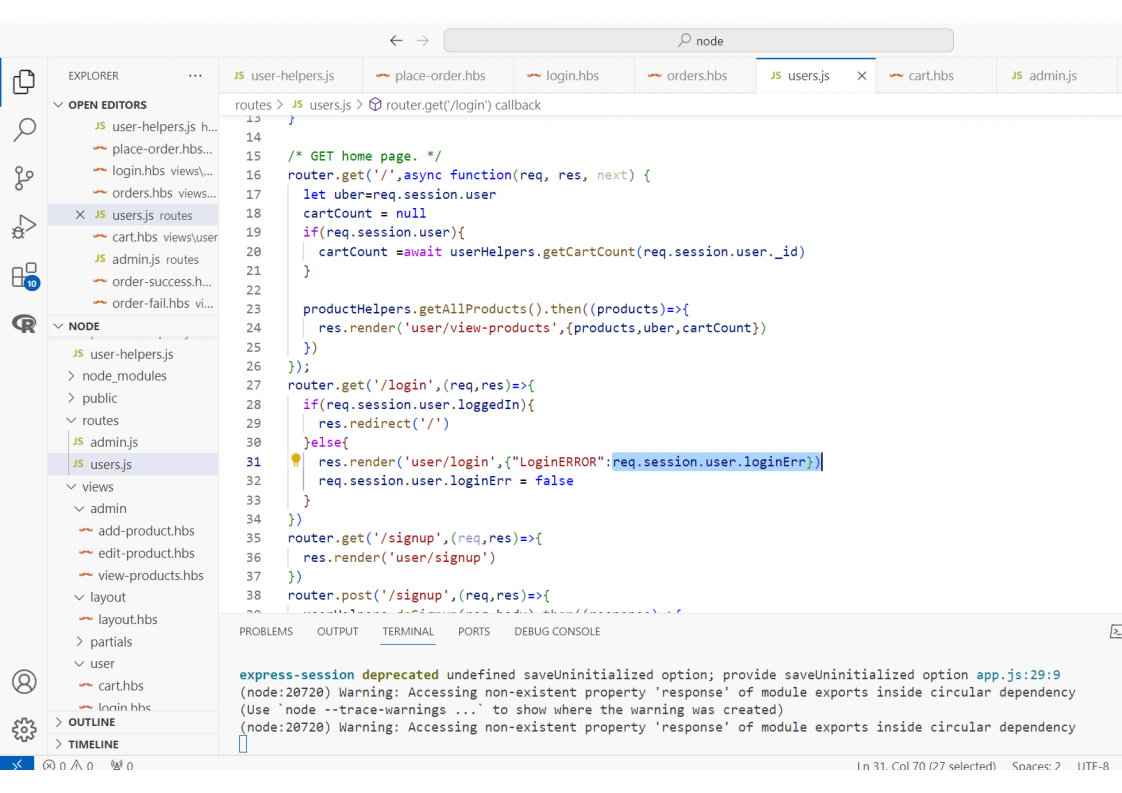 ← → node
EXPLORER ···
JS user-helpers.js place-order.hbs login.hbs orders.hbs JS users.js × cart.hbs JS admin.js
routes > JS users.js > router.get('/login') callback
OPEN EDITORS
JS user-helpers.js h...
place-order.hbs...
login.hbs views\...
orders.hbs views...
× JS users.js routes
cart.hbs views\user
JS admin.js routes
order-success.h...
order-fail.hbs vi...
NODE
JS user-helpers.js
> node_modules
> public
routes
JS admin.js
JS users.js
views
admin
add-product.hbs
edit-product.hbs
view-products.hbs
layout
layout.hbs
> partials
user
cart.hbs
login.hbs
> OUTLINE
> TIMELINE
10
13 }
14
15 /* GET home page. */
16 router.get('/',async function(req, res, next) {
17 let uber=req.session.user
18 cartCount = null
19 if(req.session.user){
20 cartCount =await userHelpers.getCartCount(req.session.user._id)
21 }
22
23 productHelpers.getAllProducts().then((products)=>{
24 res.render('user/view-products',{products,uber,cartCount})
25 })
26 });
27 router.get('/login',(req,res)=>{
28 if(req.session.user.loggedIn){
29 res.redirect('/')
30 }else{
31 res.render('user/login',{"LoginERROR":req.session.user.loginErr})
32 req.session.user.loginErr = false
33 }
34 })
35 router.get('/signup',(req,res)=>{
36 res.render('user/signup')
37 })
38 router.post('/signup',(req,res)=>{
PROBLEMS OUTPUT TERMINAL PORTS DEBUG CONSOLE
express-session deprecated undefined saveUninitialized option; provide saveUninitialized option app.js:29:9
(node:20720) Warning: Accessing non-existent property 'response' of module exports inside circular dependency
(Use `node --trace-warnings ...` to show where the warning was created)
(node:20720) Warning: Accessing non-existent property 'response' of module exports inside circular dependency
0 0 0 Ln 31, Col 70 (27 selected) Spaces: 2 UTF-8